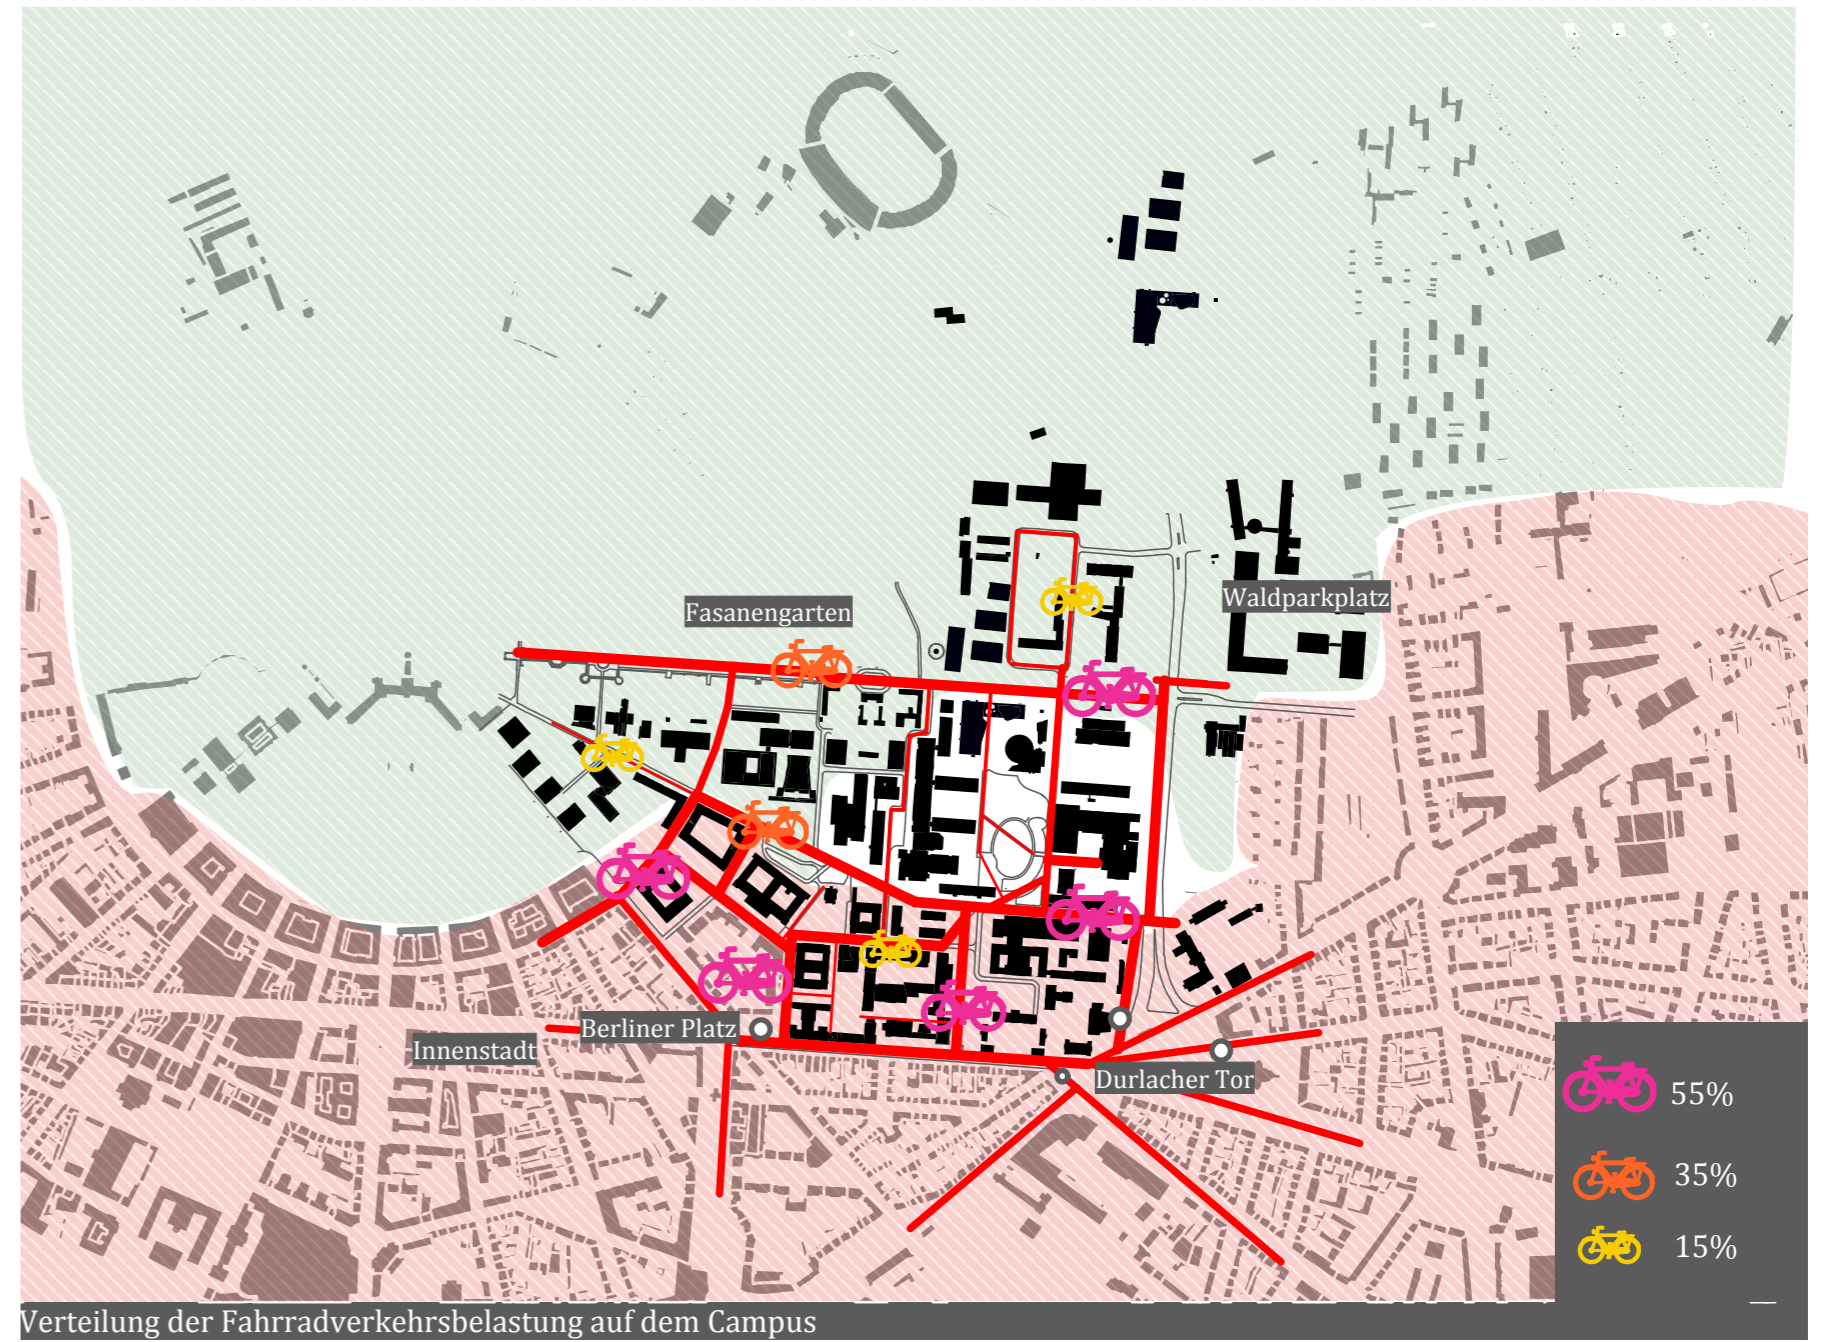 Waldparkplatz
Fasanengarten
Berliner Platz
Innenstadt
Durlacher Tor
55%
35%
15%
Verteilung der Fahrradverkehrsbelastung auf dem Campus